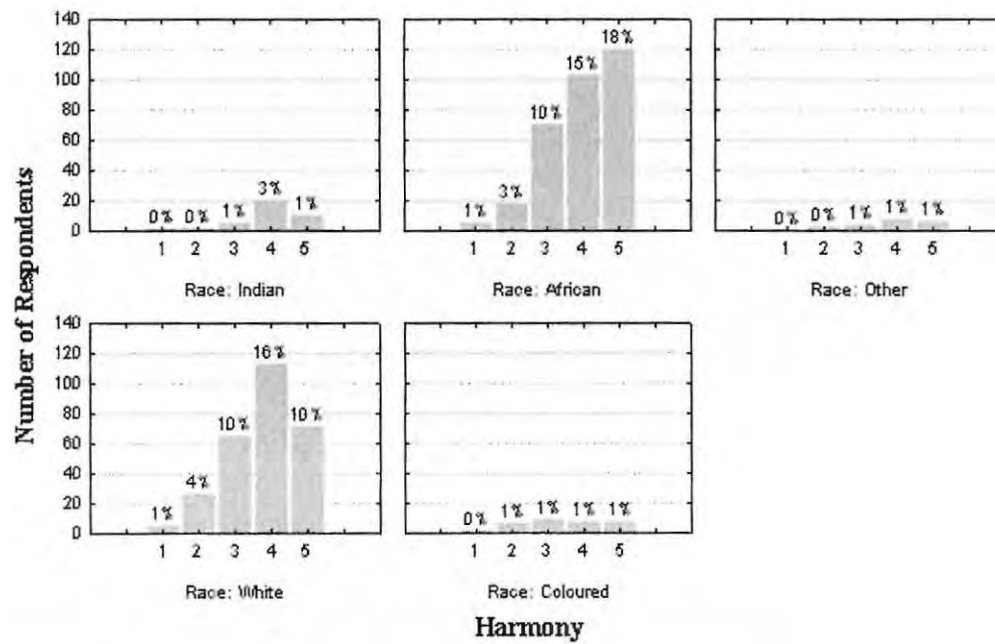 Number of Respondents
140
120
100
80
60
40
20
0
0% 0% 1% 3% 1%
1 2 3 4 5
Race: Indian
1% 3% 10% 15% 18%
1 2 3 4 5
Race: African
0% 0% 1% 1% 1%
1 2 3 4 5
Race: Other
140
120
100
80
60
40
20
0
1% 4% 10% 16% 10%
1 2 3 4 5
Race: White
0% 1% 1% 1% 1%
1 2 3 4 5
Race: Coloured
Harmony